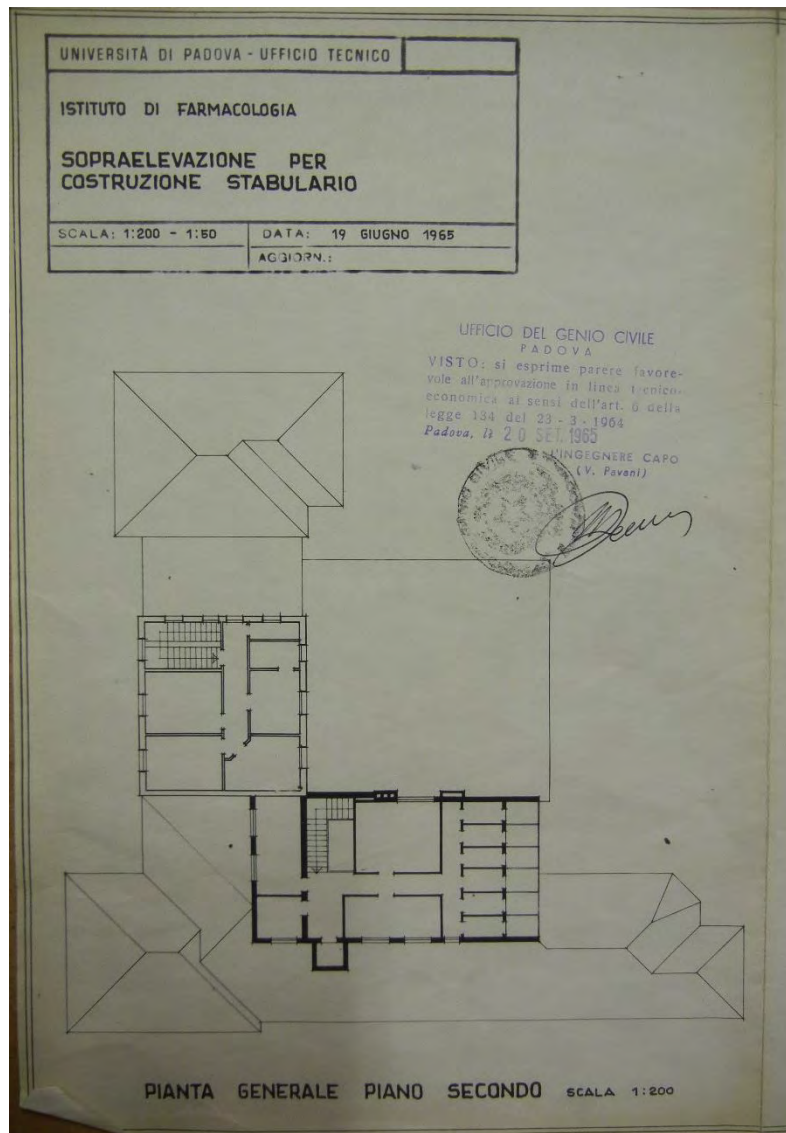 UNIVERSITÀ DI PADOVA - UFFICIO TECNICO
ISTITUTO DI FARMACOLOGIA
SOPRAELEVAZIONE PER
COSTRUZIONE STABULARIO
SCALA: 1:200 - 1:50
DATA: 19 GIUGNO 1965
AGGIORN.:
UFFICIO DEL GENIO CIVILE
PADOVA
VISTO: si esprime parere favore-
vole all'approvazione in linea tecnico-
economica ai sensi dell'art. 6 della
legge 134 del 23 - 3 - 1964
Padova, li 20 SET. 1965
L'INGEGNERE CAPO
(V. Pavani)
GENIO CIVILE
PIANTA GENERALE PIANO SECONDO SCALA 1:200